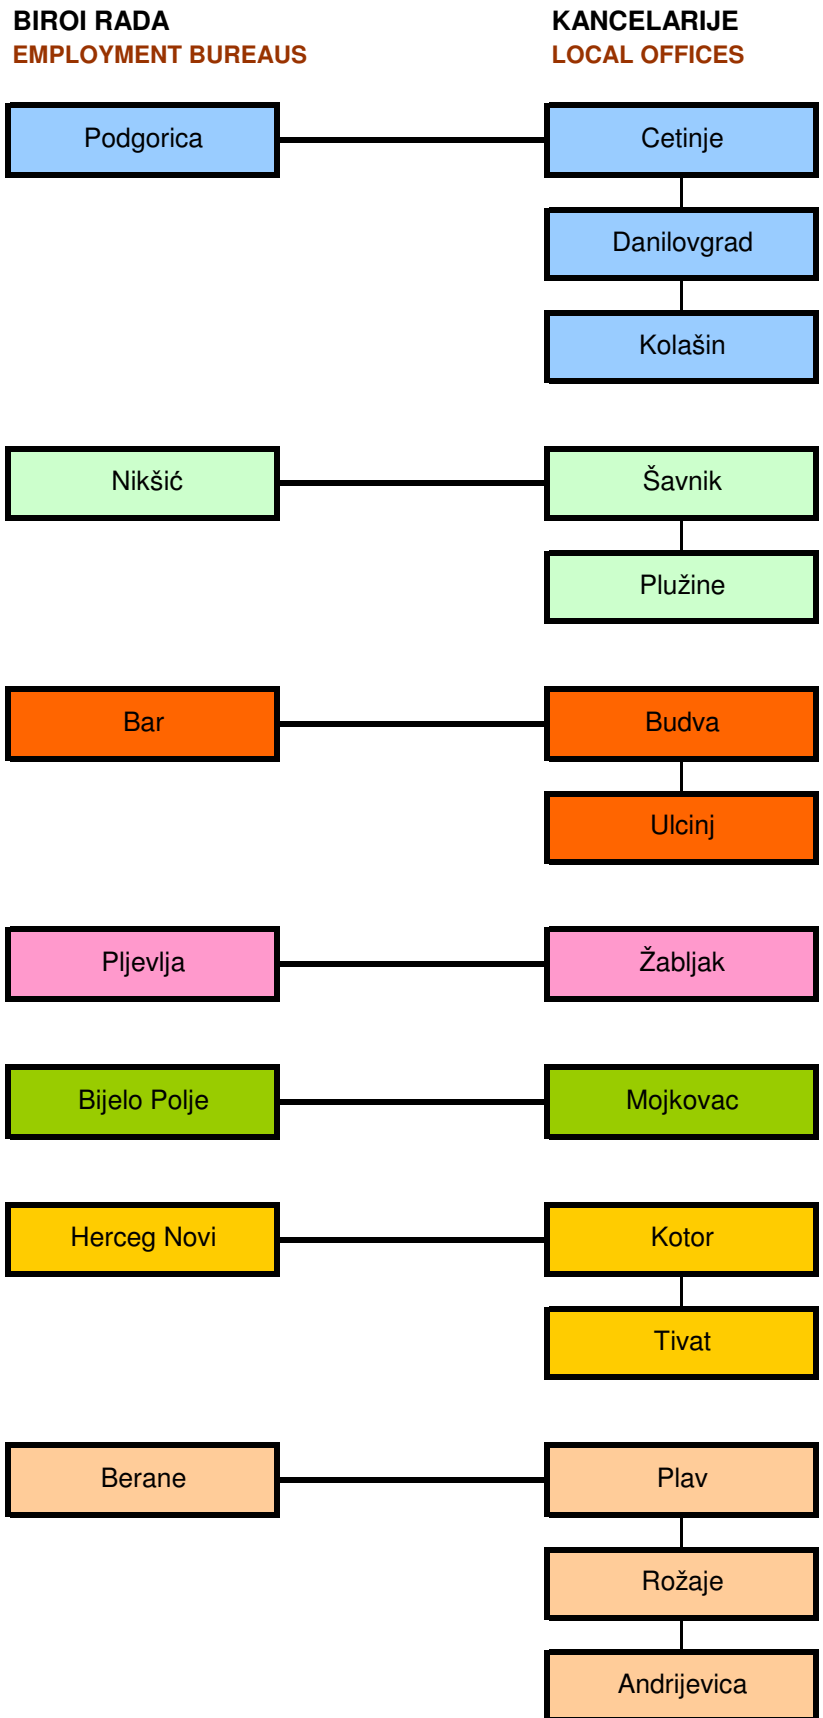 BIROI RADA
EMPLOYMENT BUREAUS
KANCELARIJE
LOCAL OFFICES
Podgorica
Cetinje
Danilovgrad
Kolašin
Nikšić
Šavnik
Plužine
Bar
Budva
Ulcinj
Pljevlja
Žabljak
Bijelo Polje
Mojkovac
Herceg Novi
Kotor
Tivat
Berane
Plav
Rožaje
Andrijevica